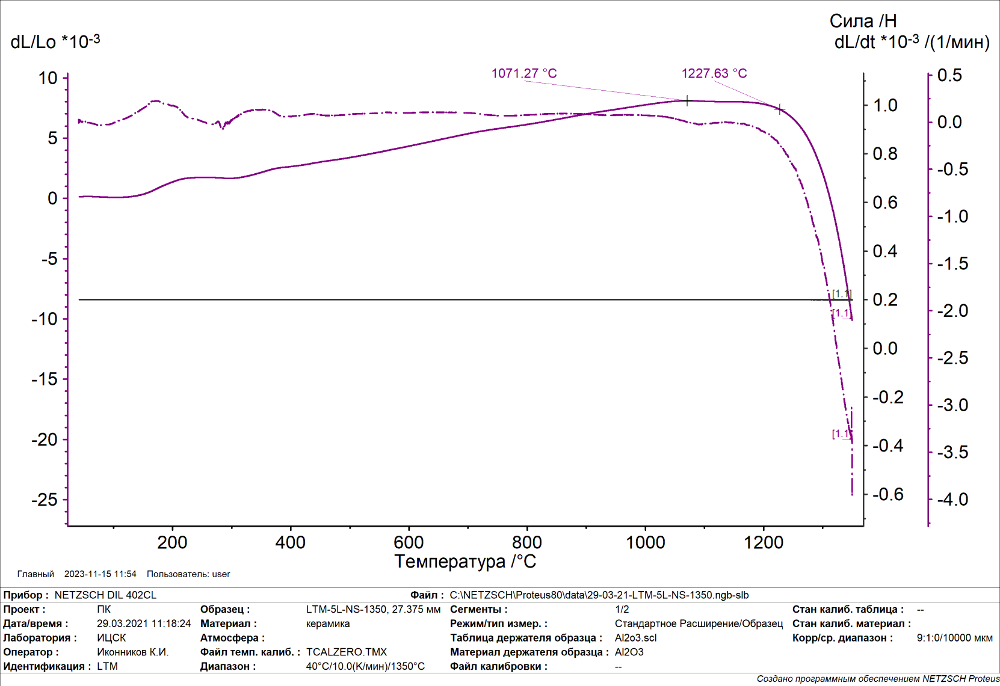 Сила /Н
dL/Lo *10-3
dL/dt *10-3 /(1/мин)
1071.27 °C
1227.63 °C
10
5
0
-5
-10
-15
-20
-25
1.0
0.8
0.6
0.4
0.2
0.0
-0.2
-0.4
-0.6
0.5
0.0
-0.5
-1.0
-1.5
-2.0
-2.5
-3.0
-3.5
-4.0
[1.1]
[1.1]
[1.1]
200 400 600 800 1000 1200
Температура /°C
Главный 2023-11-15 11:54 Пользователь: user
Прибор : NETZSCH DIL 402CL Файл : C:\NETZSCH\Proteus80\data\29-03-21-LTM-5L-NS-1350.ngb-slb
Проект : ПК Образец : LTM-5L-NS-1350, 27.375 мм Сегменты : 1/2 Стан калиб. таблица : --
Дата/время : 29.03.2021 11:18:24 Материал : керамика Режим/тип измер. : Стандартное Расширение/Образец Стан калиб. материал :
Лаборатория : ИЦСК Атмосфера : Таблица держателя образца : Al2o3.scl Корр/ср. диапазон : 9:1:0/10000 мкм
Оператор : Иконников К.И. Файл темп. калиб. : TCALZERO.TMX Материал держателя образца : Al2O3
Идентификация : LTM Диапазон : 40°C/10.0(K/мин)/1350°C Файл калибровки : --
Создано программным обеспечением NETZSCH Proteus